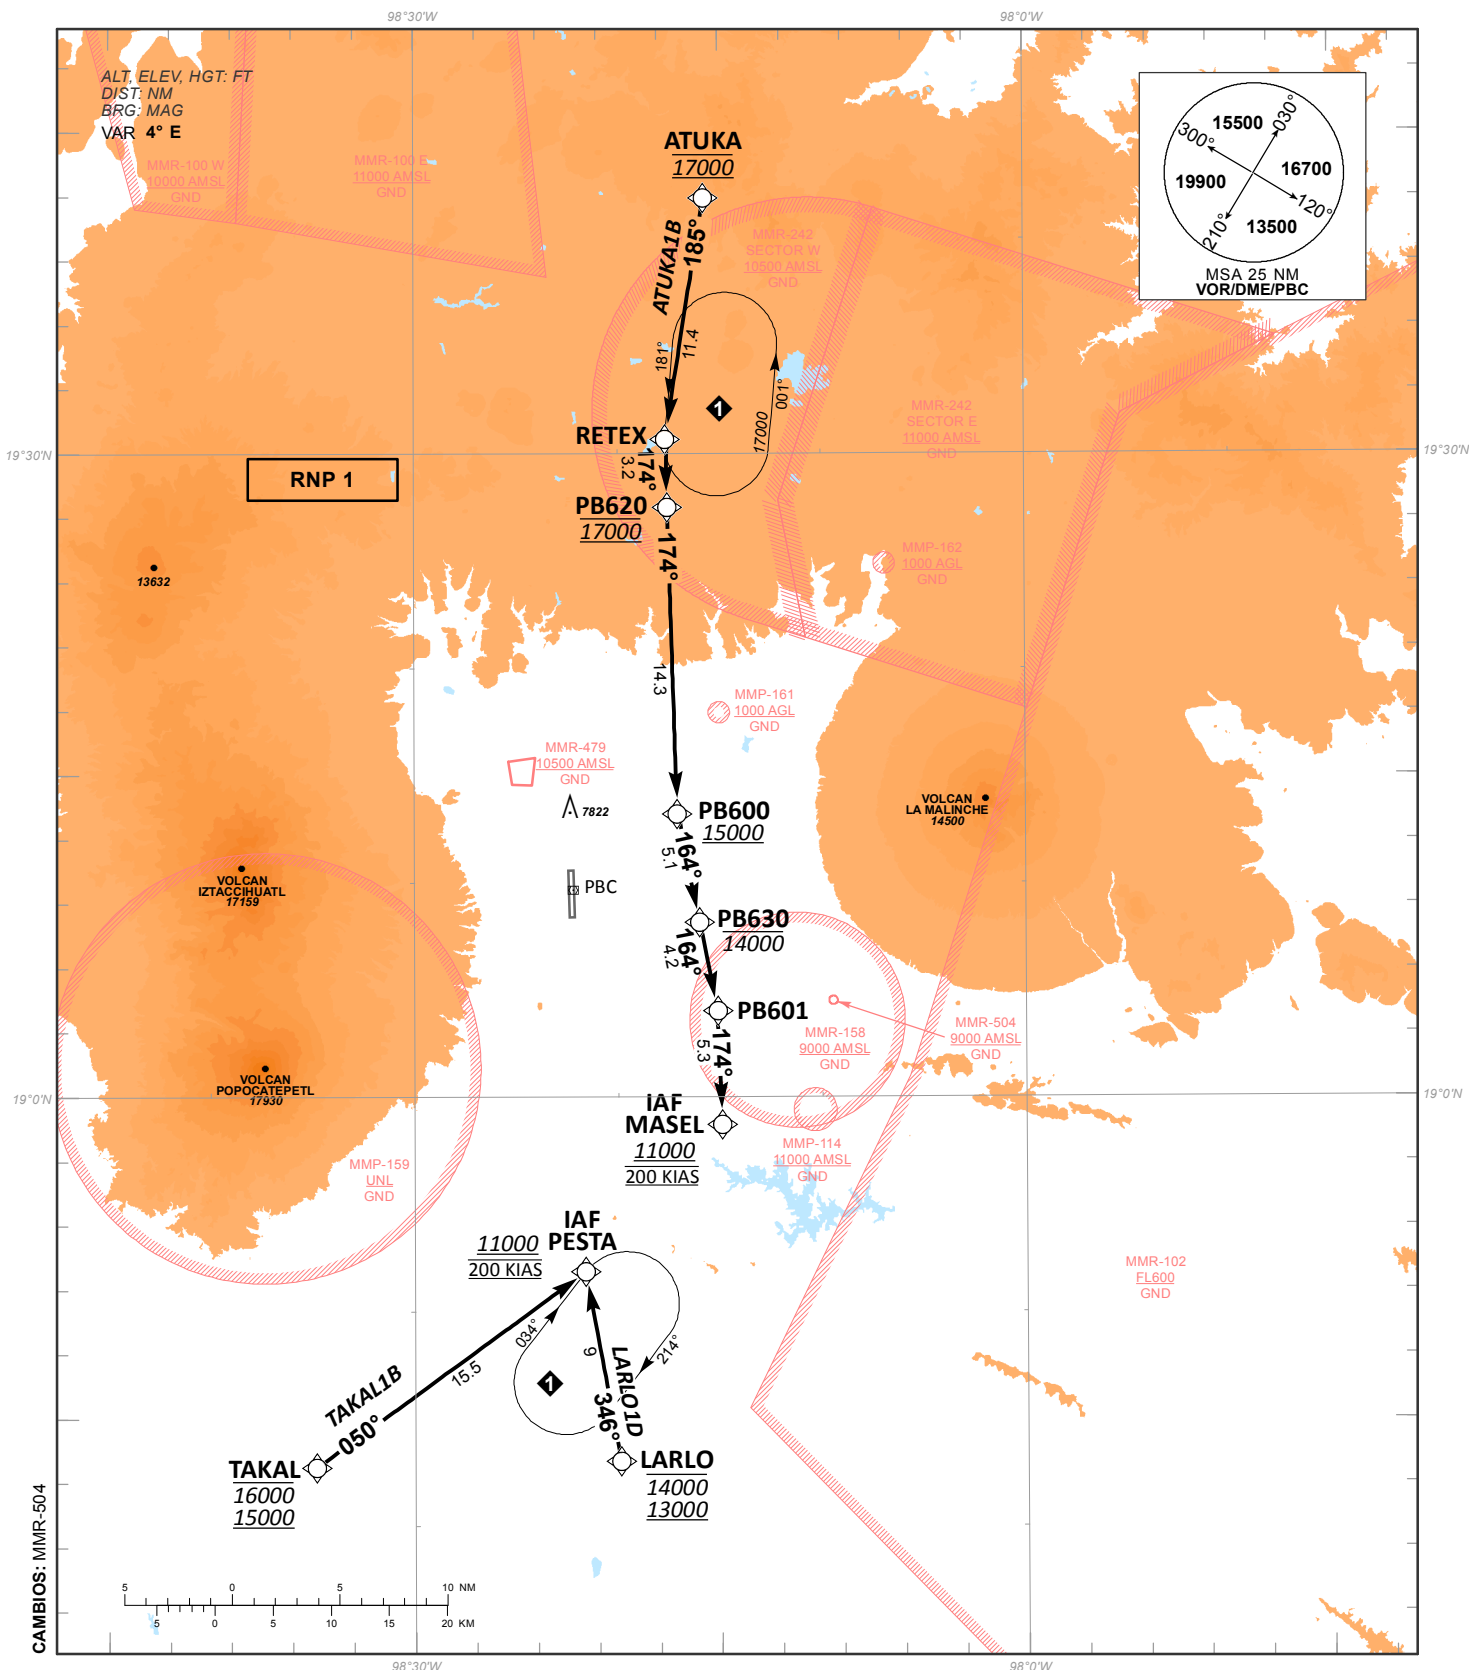 98°30'W
98°0'W
ALT, ELEV, HGT: FT
DIST: NM
BRG: MAG
VAR 4° E
MMR-100 W
10000 AMSL
GND
MMR-100 E
11000 AMSL
GND
ATUKA
17000
185°
ATUKA1B
11.4
181°
MMR-242
SECTOR W
10500 AMSL
GND
15500
030°
300°
16700
19900
120°
210°
13500
MSA 25 NM
VOR/DME/PBC
1
001°
17000
MMR-242
SECTOR E
11000 AMSL
GND
RETEX
19°30'N
19°30'N
RNP 1
174°
3.2
PB620
17000
174°
MMP-162
1000 AGL
GND
13632
14.3
MMP-161
1000 AGL
GND
MMR-479
10500 AMSL
GND
7822
PB600
15000
VOLCAN
LA MALINCHE
14500
164°
5.1
VOLCAN
IZTACCIHUATL
17159
PBC
PB630
14000
164°
4.2
PB601
MMR-158
9000 AMSL
GND
MMR-504
9000 AMSL
GND
174°
5.3
VOLCAN
POPOCATEPETL
17930
19°0'N
IAF
MASEL
11000
200 KIAS
MMP-114
11000 AMSL
GND
MMP-159
UNL
GND
IAF
PESTA
11000
200 KIAS
MMR-102
FL600
GND
034°
214°
9
1
LARLO1D
346°
TAKAL1B
15.5
050°
TAKAL
16000
15000
LARLO
14000
13000
CAMBIOS: MMR-504
5 0 5 10 NM
5 0 5 10 15 20 KM
98°30'W
98°0'W
19°0'N